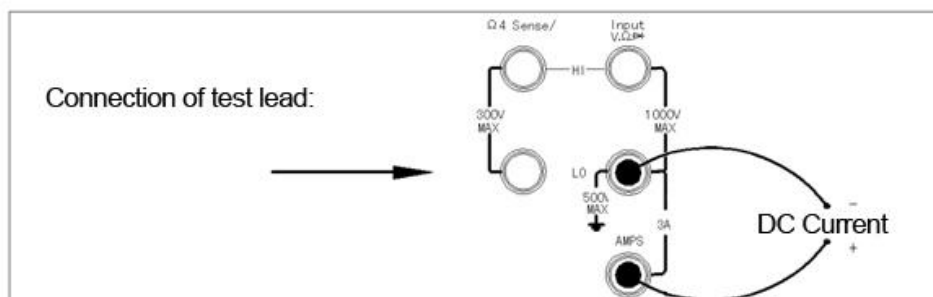 Ω4 Sense/
Input
V.Ω
HI
Connection of test lead:
300V
MAX
1000V
MAX
LO
500V
MAX
3A
AMPS
-
DC Current
+